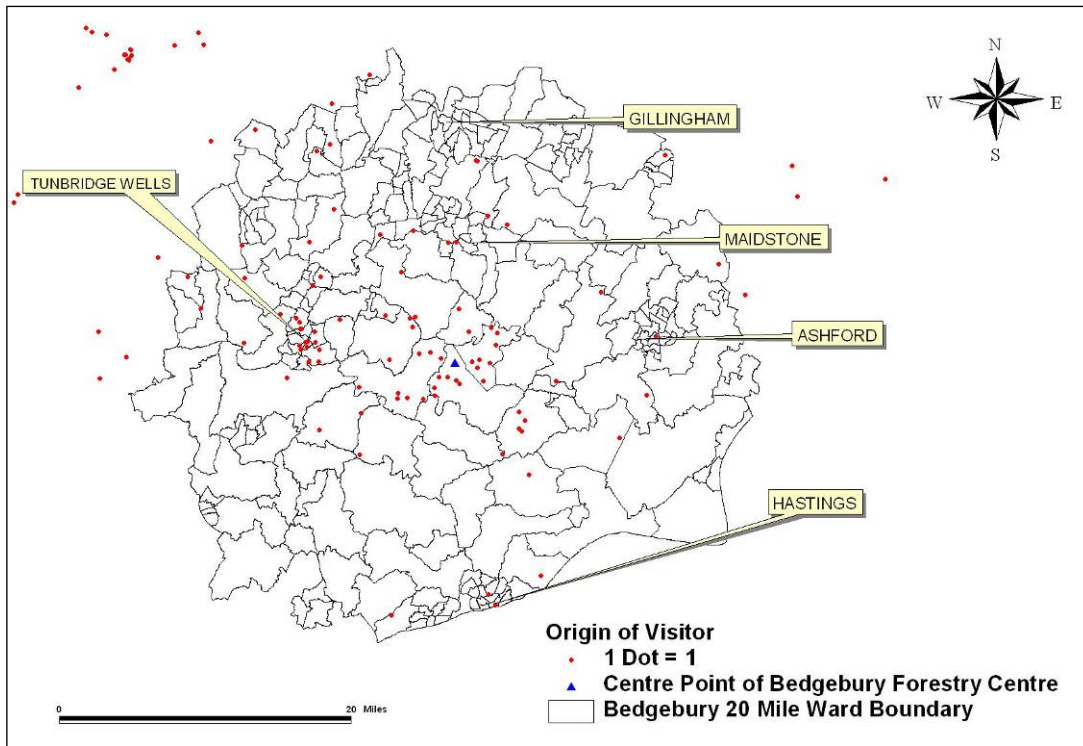 N
W E
S
GILLINGHAM
TUNBRIDGE WELLS
MAIDSTONE
ASHFORD
HASTINGS
Origin of Visitor
1 Dot = 1
Centre Point of Bedgebury Forestry Centre
Bedgebury 20 Mile Ward Boundary
0 20 Miles